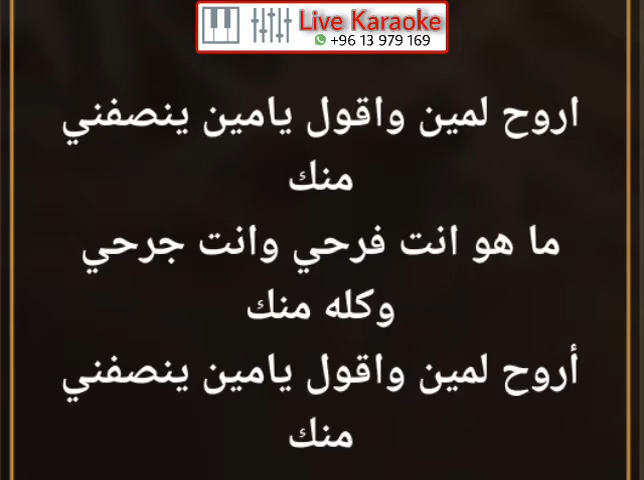 Live Karaoke
+96 13 979 169
اروح لمين واقول يامين ينصفني
منك
ما هو انت فرحي وانت جرحي
وكله منك
أروح لمين واقول يامين ينصفني
منك